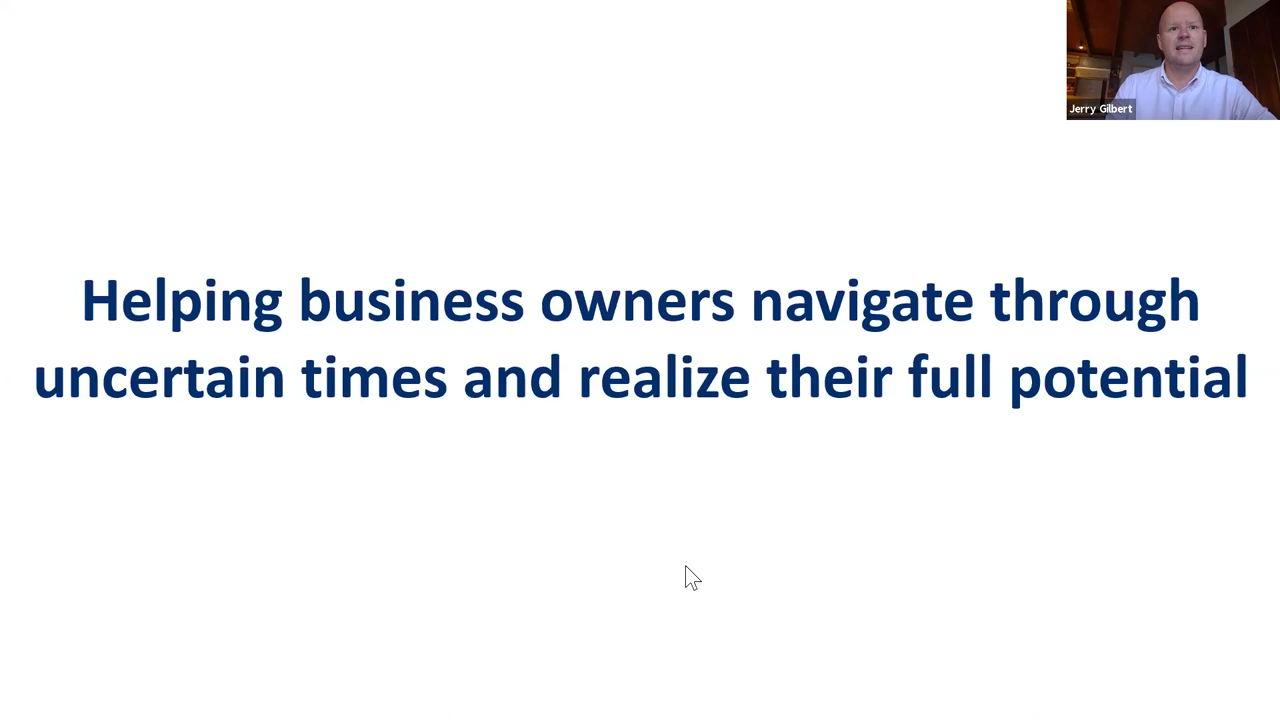 Jerry Gilbert
Helping business owners navigate through
uncertain times and realize their full potential